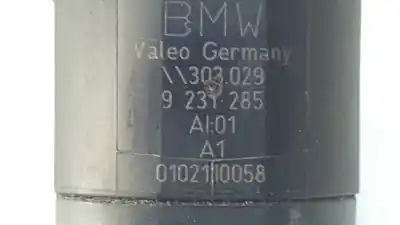 BMW
Valeo Germany
\\303.029
9 231 285
AI:01
A1
0102110058